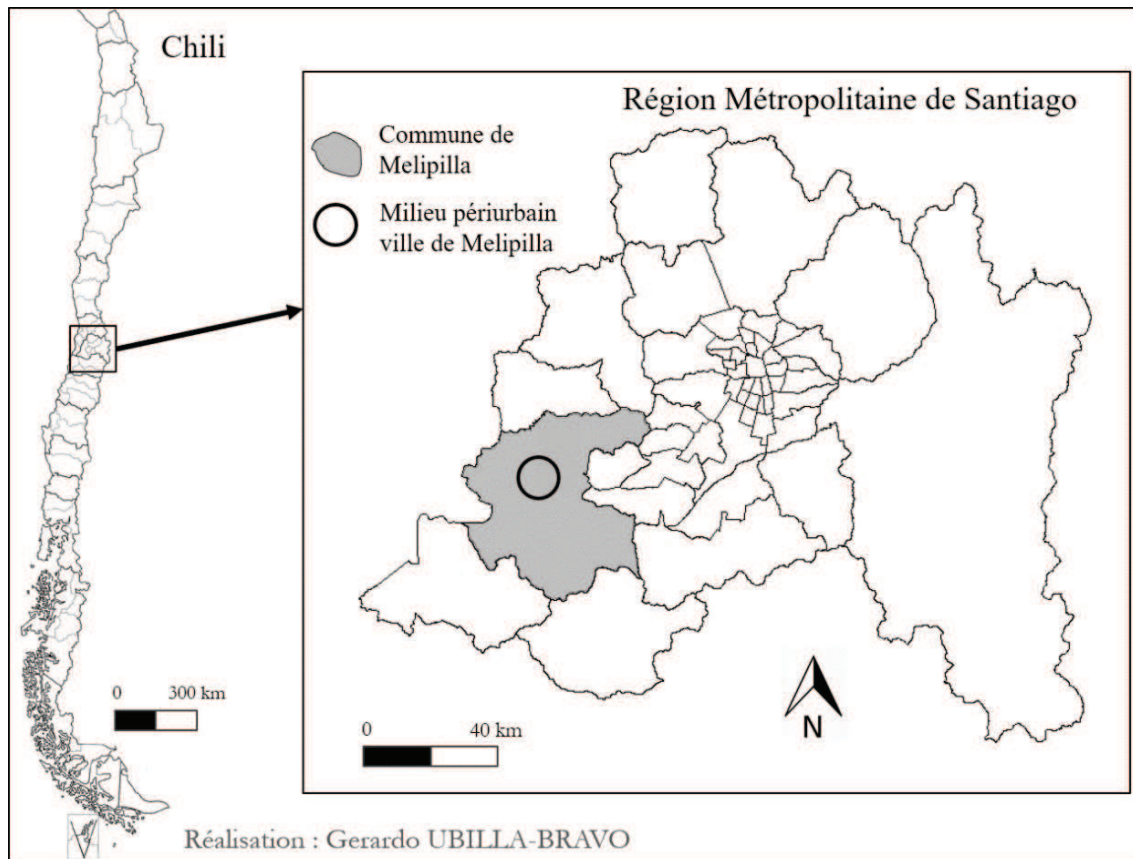 Chili
Région Métropolitaine de Santiago
Commune de
Melipilla
Milieu périurbain
ville de Melipilla
0 300 km
0 40 km
N
Réalisation : Gerardo UBILLA-BRAVO